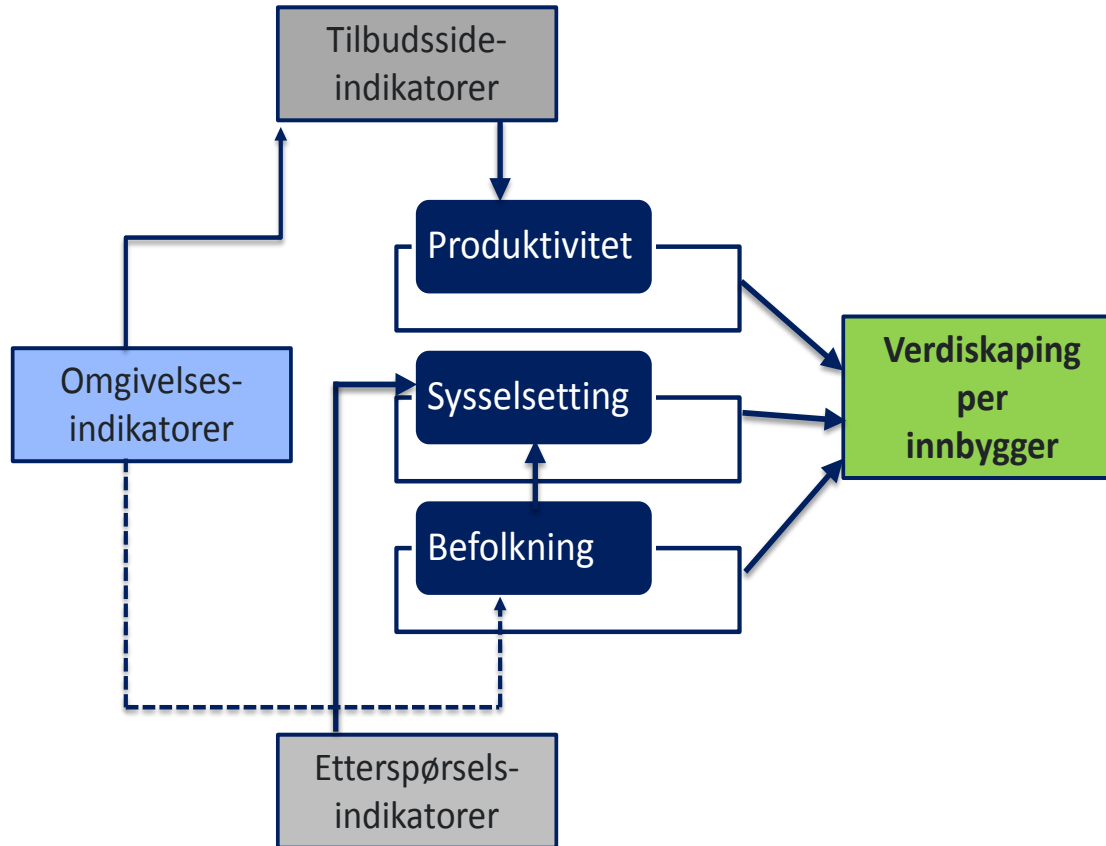 Tilbudsside-
indikatorer
Produktivitet
Omgivelses-
indikatorer
Sysselsetting
Verdiskaping
per
innbygger
Befolkning
Etterspørsels-
indikatorer